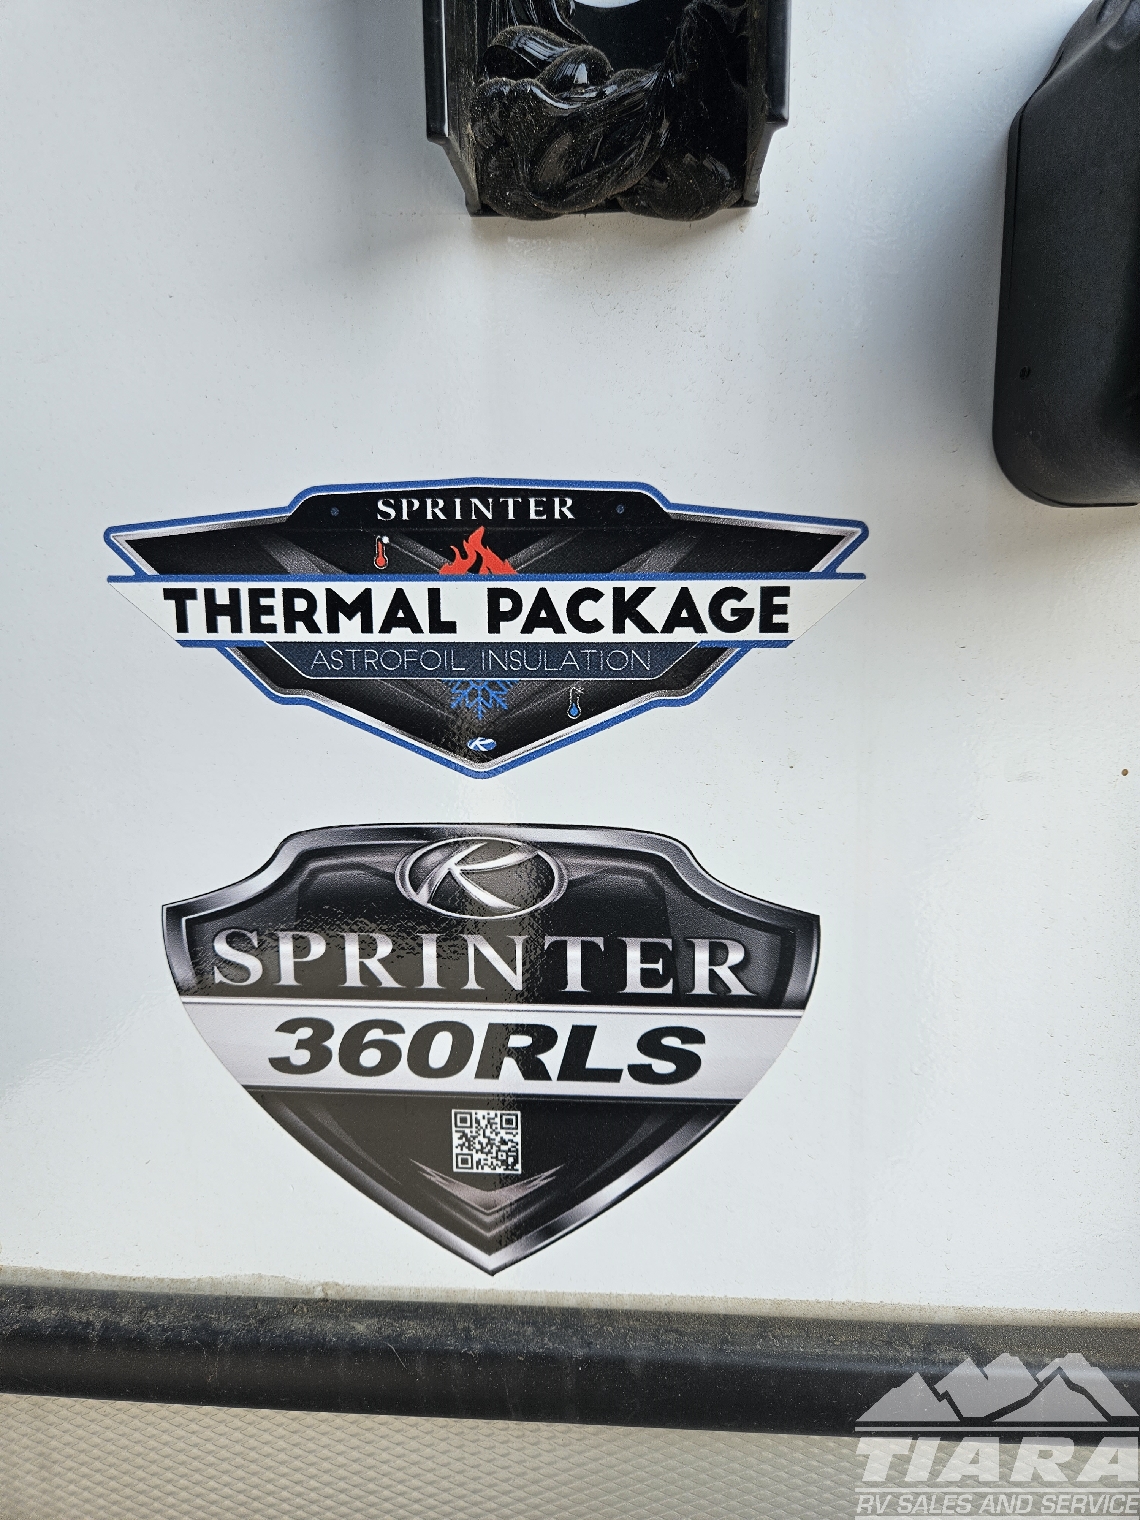 SPRINTER
THERMAL PACKAGE
ASTROFOIL INSULATION
K
K
SPRINTER
360RLS
TIARA
RV SALES AND SERVICE